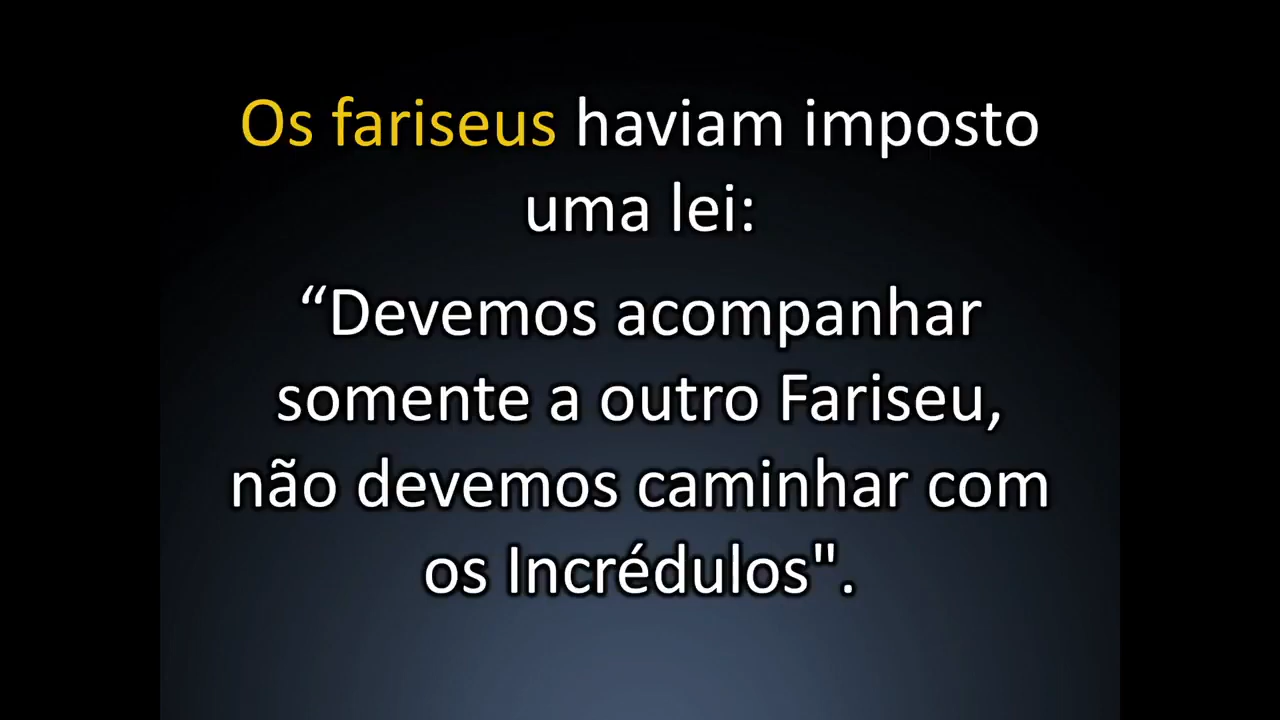 Os fariseus haviam imposto
uma lei:
“Devemos acompanhar
somente a outro Fariseu,
não devemos caminhar com
os Incrédulos".